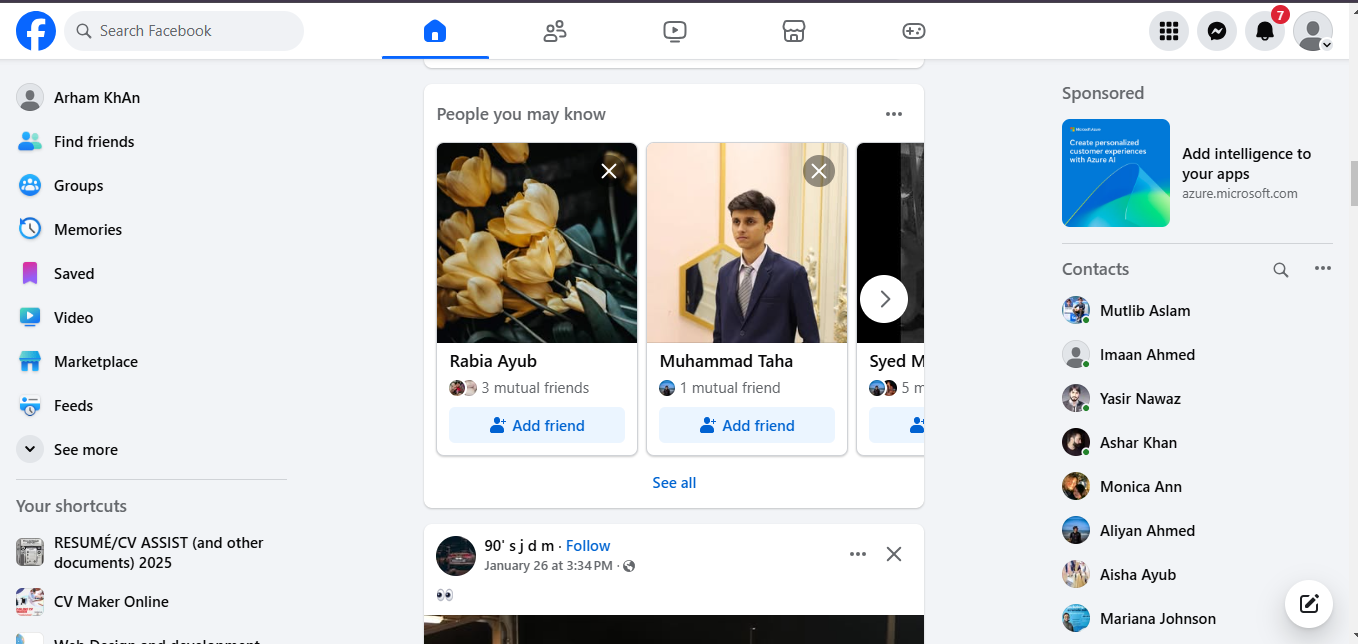 Search Facebook
7
Arham KhAn
Find friends
Groups
Memories
Saved
Video
Marketplace
Feeds
See more
Your shortcuts
RESUMÉ/CV ASSIST (and other
documents) 2025
CV Maker Online
Web Design and development
People you may know
Rabia Ayub
3 mutual friends
Add friend
Muhammad Taha
1 mutual friend
Add friend
Syed M
5 m
See all
90' s j d m · Follow
January 26 at 3:34 PM ·
👀
Sponsored
Microsoft Azure
Create personalized
customer experiences
with Azure AI
Add intelligence to
your apps
azure.microsoft.com
Contacts
Mutlib Aslam
Imaan Ahmed
Yasir Nawaz
Ashar Khan
Monica Ann
Aliyan Ahmed
Aisha Ayub
Mariana Johnson